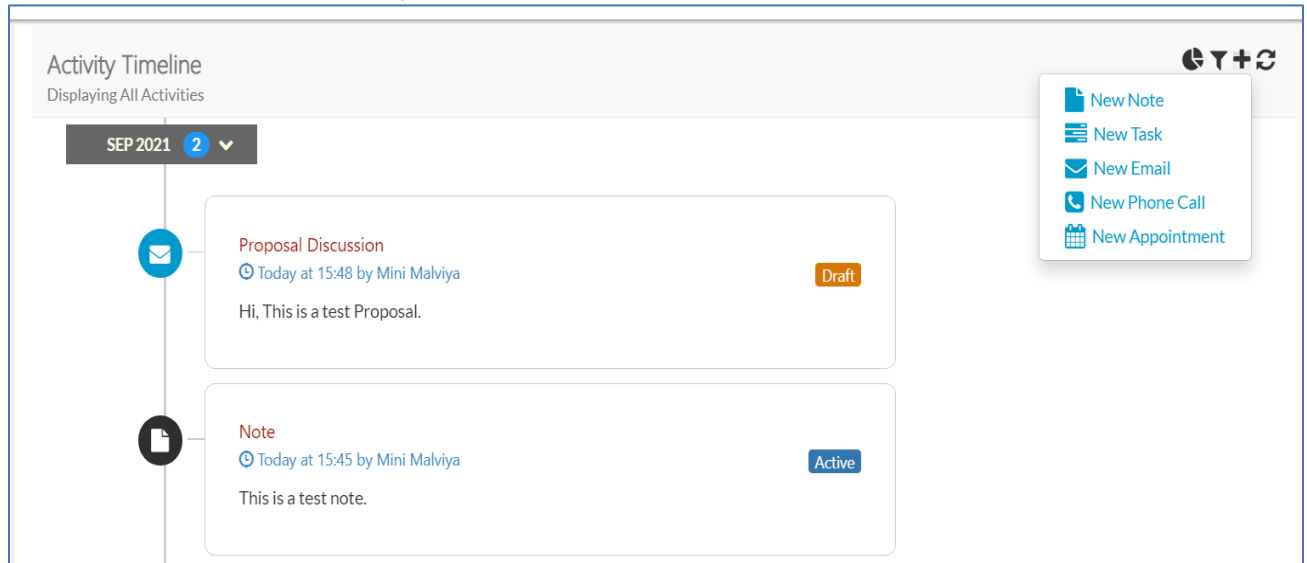 Activity Timeline
Displaying All Activities
New Note
New Task
New Email
New Phone Call
New Appointment
SEP 2021 2
Proposal Discussion
Today at 15:48 by Mini Malviya
Draft
Hi, This is a test Proposal.
Note
Today at 15:45 by Mini Malviya
Active
This is a test note.